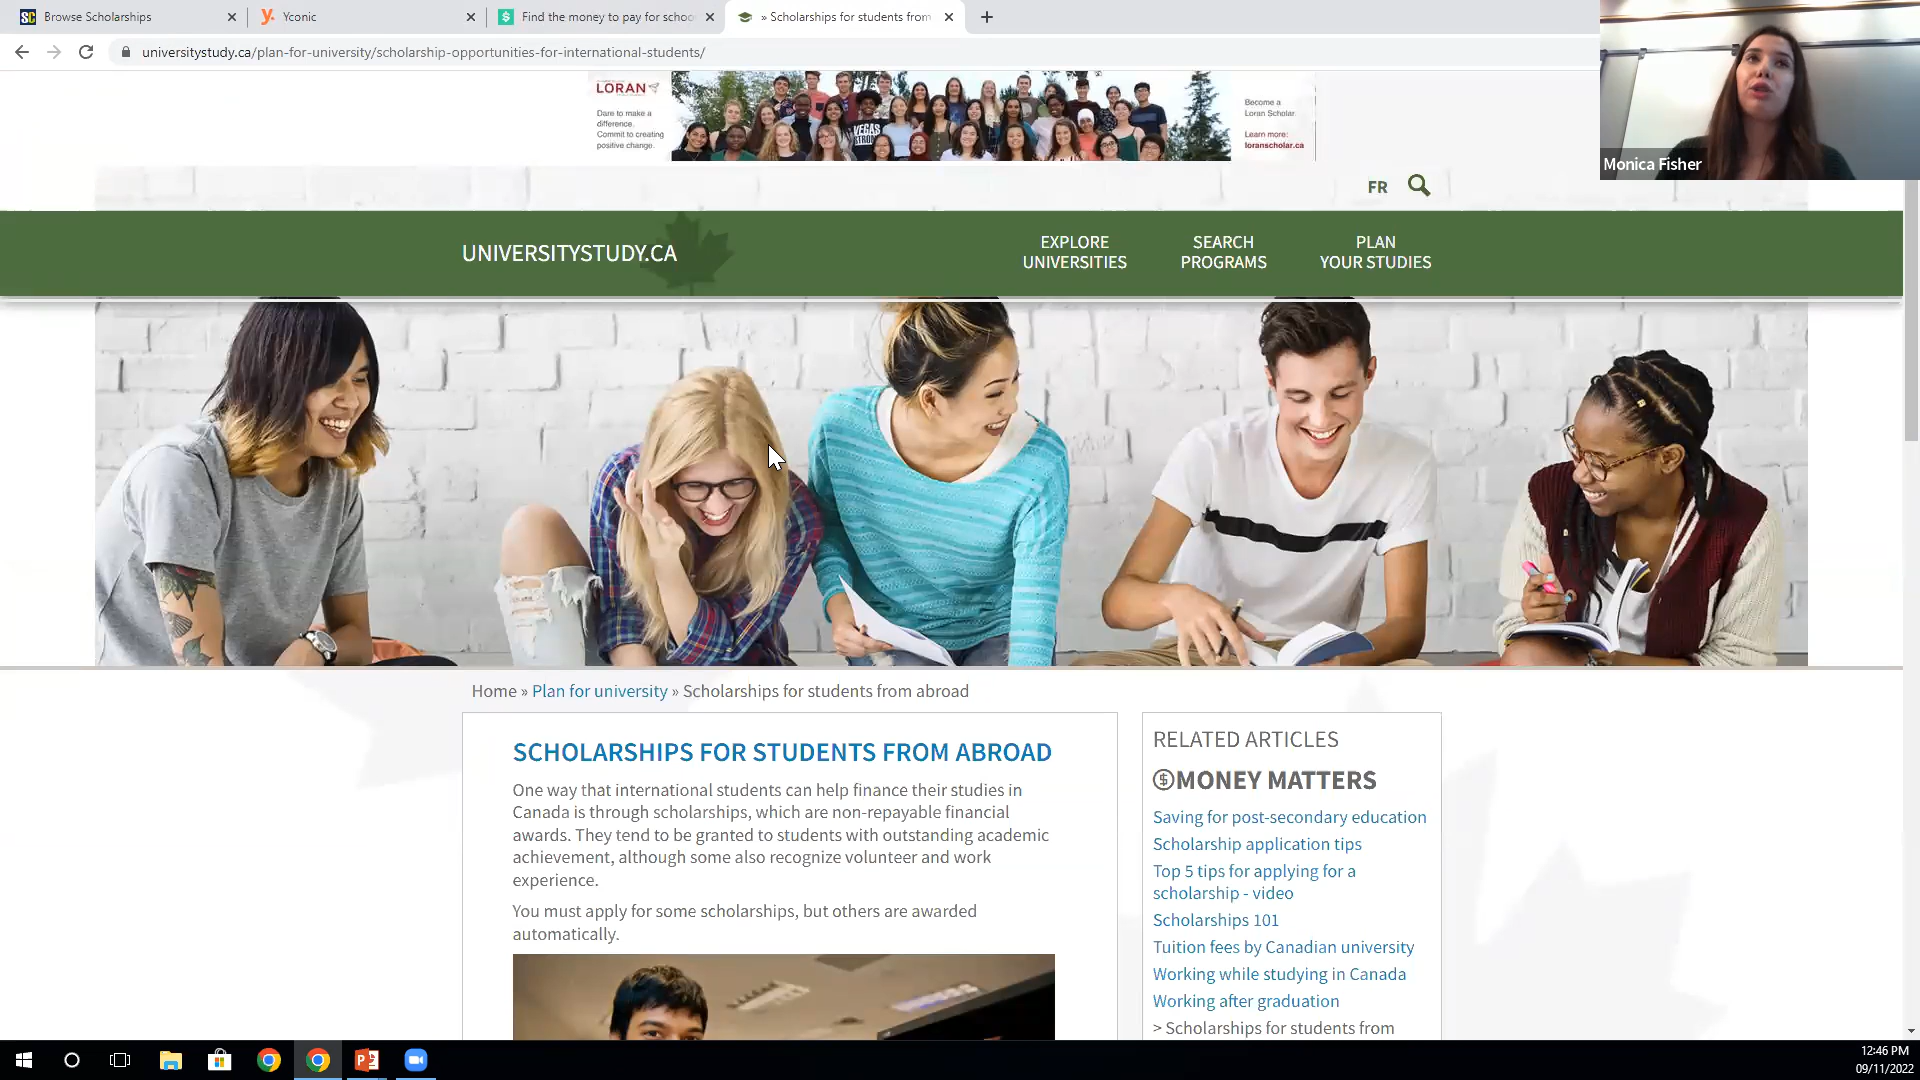 Browse Scholarships
Yconic
Find the money to pay for schoo
» Scholarships for students from
universitystudy.ca/plan-for-university/scholarship-opportunities-for-international-students/
LORAN
Dare to make a
difference.
Commit to creating
positive change.
VEGAS
STRONG
Become a
Loran Scholar.
Learn more:
loranscholar.ca
Monica Fisher
FR
UNIVERSITYSTUDY.CA
EXPLORE
UNIVERSITIES
SEARCH
PROGRAMS
PLAN
YOUR STUDIES
Home » Plan for university » Scholarships for students from abroad
SCHOLARSHIPS FOR STUDENTS FROM ABROAD
One way that international students can help finance their studies in
Canada is through scholarships, which are non-repayable financial
awards. They tend to be granted to students with outstanding academic
achievement, although some also recognize volunteer and work
experience.
You must apply for some scholarships, but others are awarded
automatically.
RELATED ARTICLES
MONEY MATTERS
Saving for post-secondary education
Scholarship application tips
Top 5 tips for applying for a
scholarship - video
Scholarships 101
Tuition fees by Canadian university
Working while studying in Canada
Working after graduation
> Scholarships for students from
12:46 PM
09/11/2022